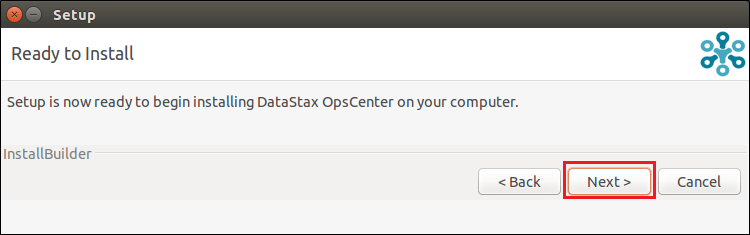 Setup
Ready to Install
Setup is now ready to begin installing DataStax OpsCenter on your computer.
InstallBuilder
< Back Next > Cancel